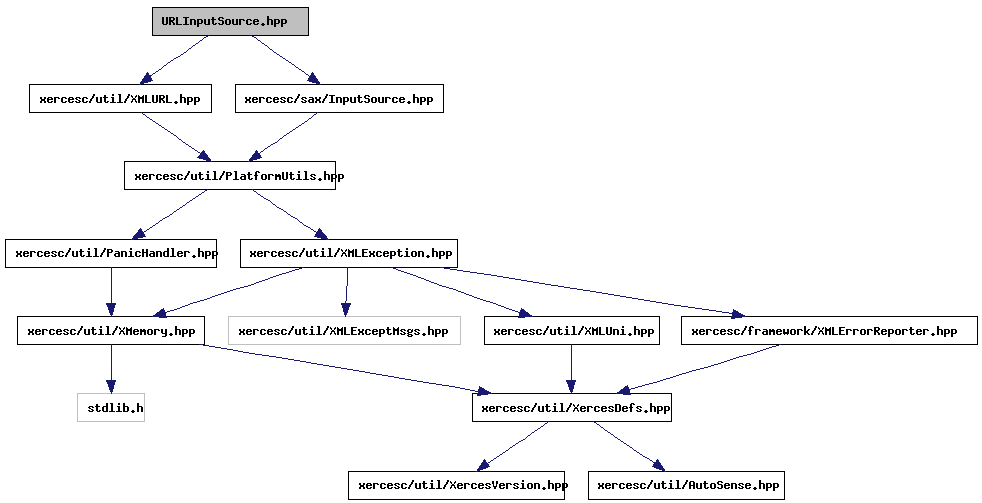 URLInputSource.hpp
xercesc/util/XMLURL.hpp
xercesc/sax/InputSource.hpp
xercesc/util/PlatformUtils.hpp
xercesc/util/PanicHandler.hpp
xercesc/util/XMLException.hpp
xercesc/util/XMemory.hpp
xercesc/util/XMLExceptMsgs.hpp
xercesc/util/XMLUni.hpp
xercesc/framework/XMLErrorReporter.hpp
stdlib.h
xercesc/util/XercesDefs.hpp
xercesc/util/XercesVersion.hpp
xercesc/util/AutoSense.hpp